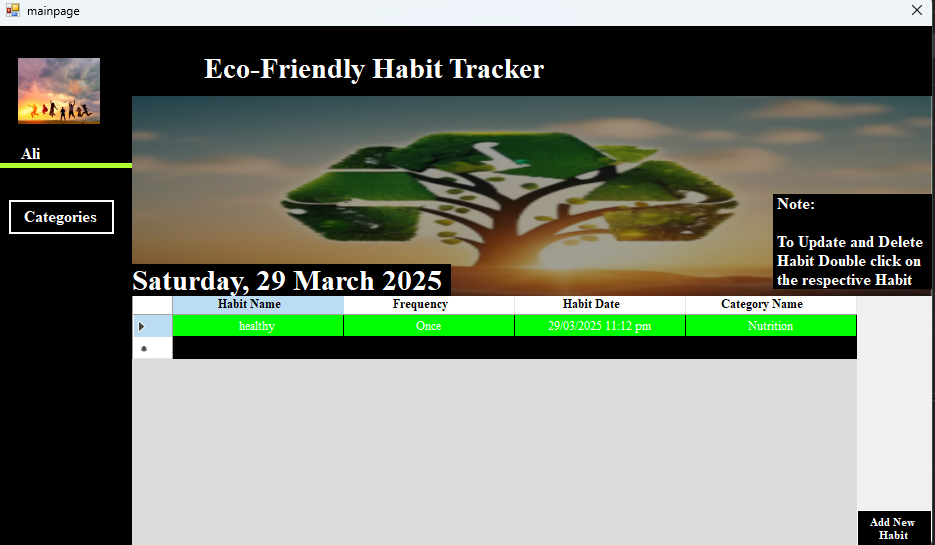 mainpage
Eco-Friendly Habit Tracker
Ali
Categories
Note:
To Update and Delete
Habit Double click on
the respective Habit
Saturday, 29 March 2025
Habit Name Frequency Habit Date Category Name
healthy Once 29/03/2025 11:12 pm Nutrition
Add New
Habit